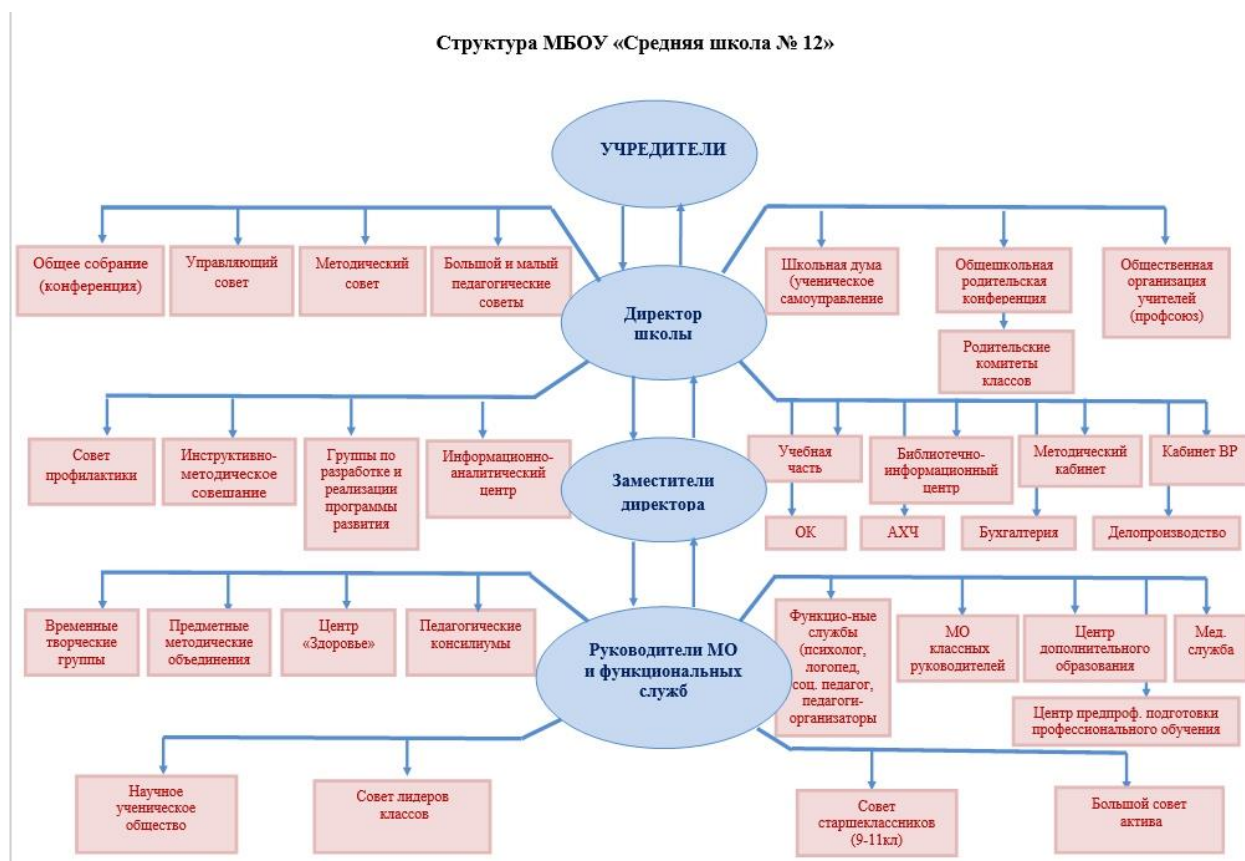 Структура МБОУ «Средняя школа № 12»
УЧРЕДИТЕЛИ
Общее собрание
(конференция)
Управляющий
совет
Методический
совет
Большой и малый
педагогические
советы
Школьная дума
(ученическое
самоуправление
Общешкольная
родительская
конференция
Общественная
организация
учителей
(профсоюз)
Директор
школы
Родительские
комитеты
классов
Совет
профилактики
Инструктивно-
методическое
совешание
Группы по
разработке и
реализации
программы
развития
Информационно-
аналитический
центр
Учебная
часть
Библиотечно-
информационный
центр
Методический
кабинет
Кабинет ВР
Заместители
директора
ОК
АХЧ
Бухгалтерия
Делопроизводство
Временные
творческие
группы
Предметные
методические
объединения
Центр
«Здоровье»
Педагогические
консилиумы
Руководители МО
и функциональных
служб
Функцио-ные
службы
(психолог,
логопед,
соц. педагог,
педагоги-
организаторы
МО
классных
руководителей
Центр
дополнительного
образования
Мед.
служба
Центр предпроф. подготовки
профессионального обучения
Научное
ученическое
общество
Совет лидеров
классов
Совет
старшеклассников
(9-11кл)
Большой совет
актива